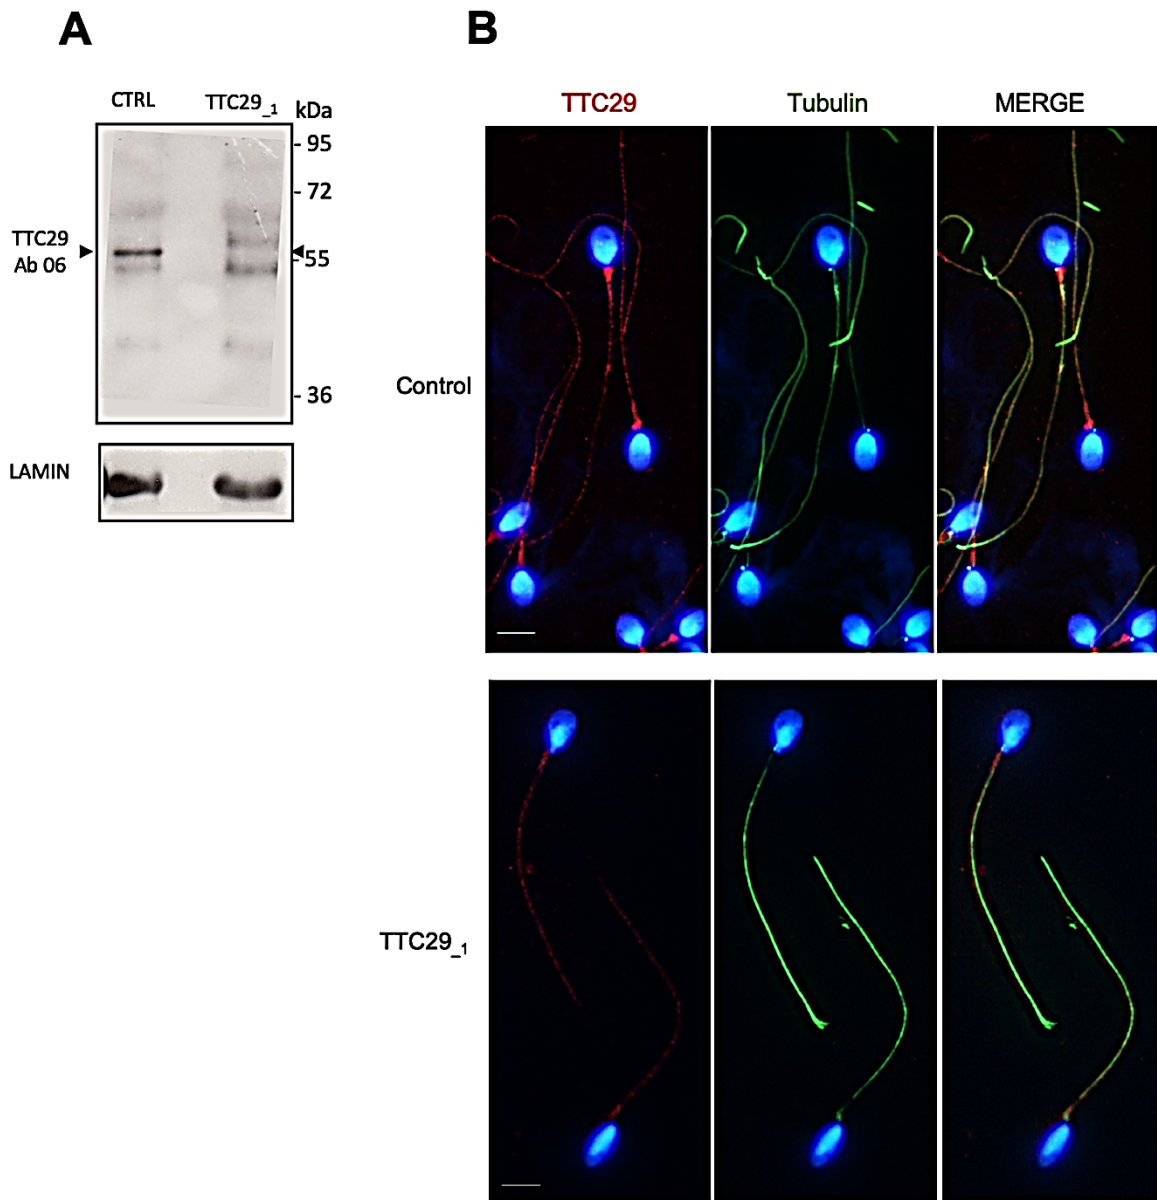 A
B
CTRL
TTC29_1
kDa
- 95
- 72
TTC29
Ab 06
- 55
- 36
LAMIN
TTC29
Tubulin
MERGE
Control
TTC29_1